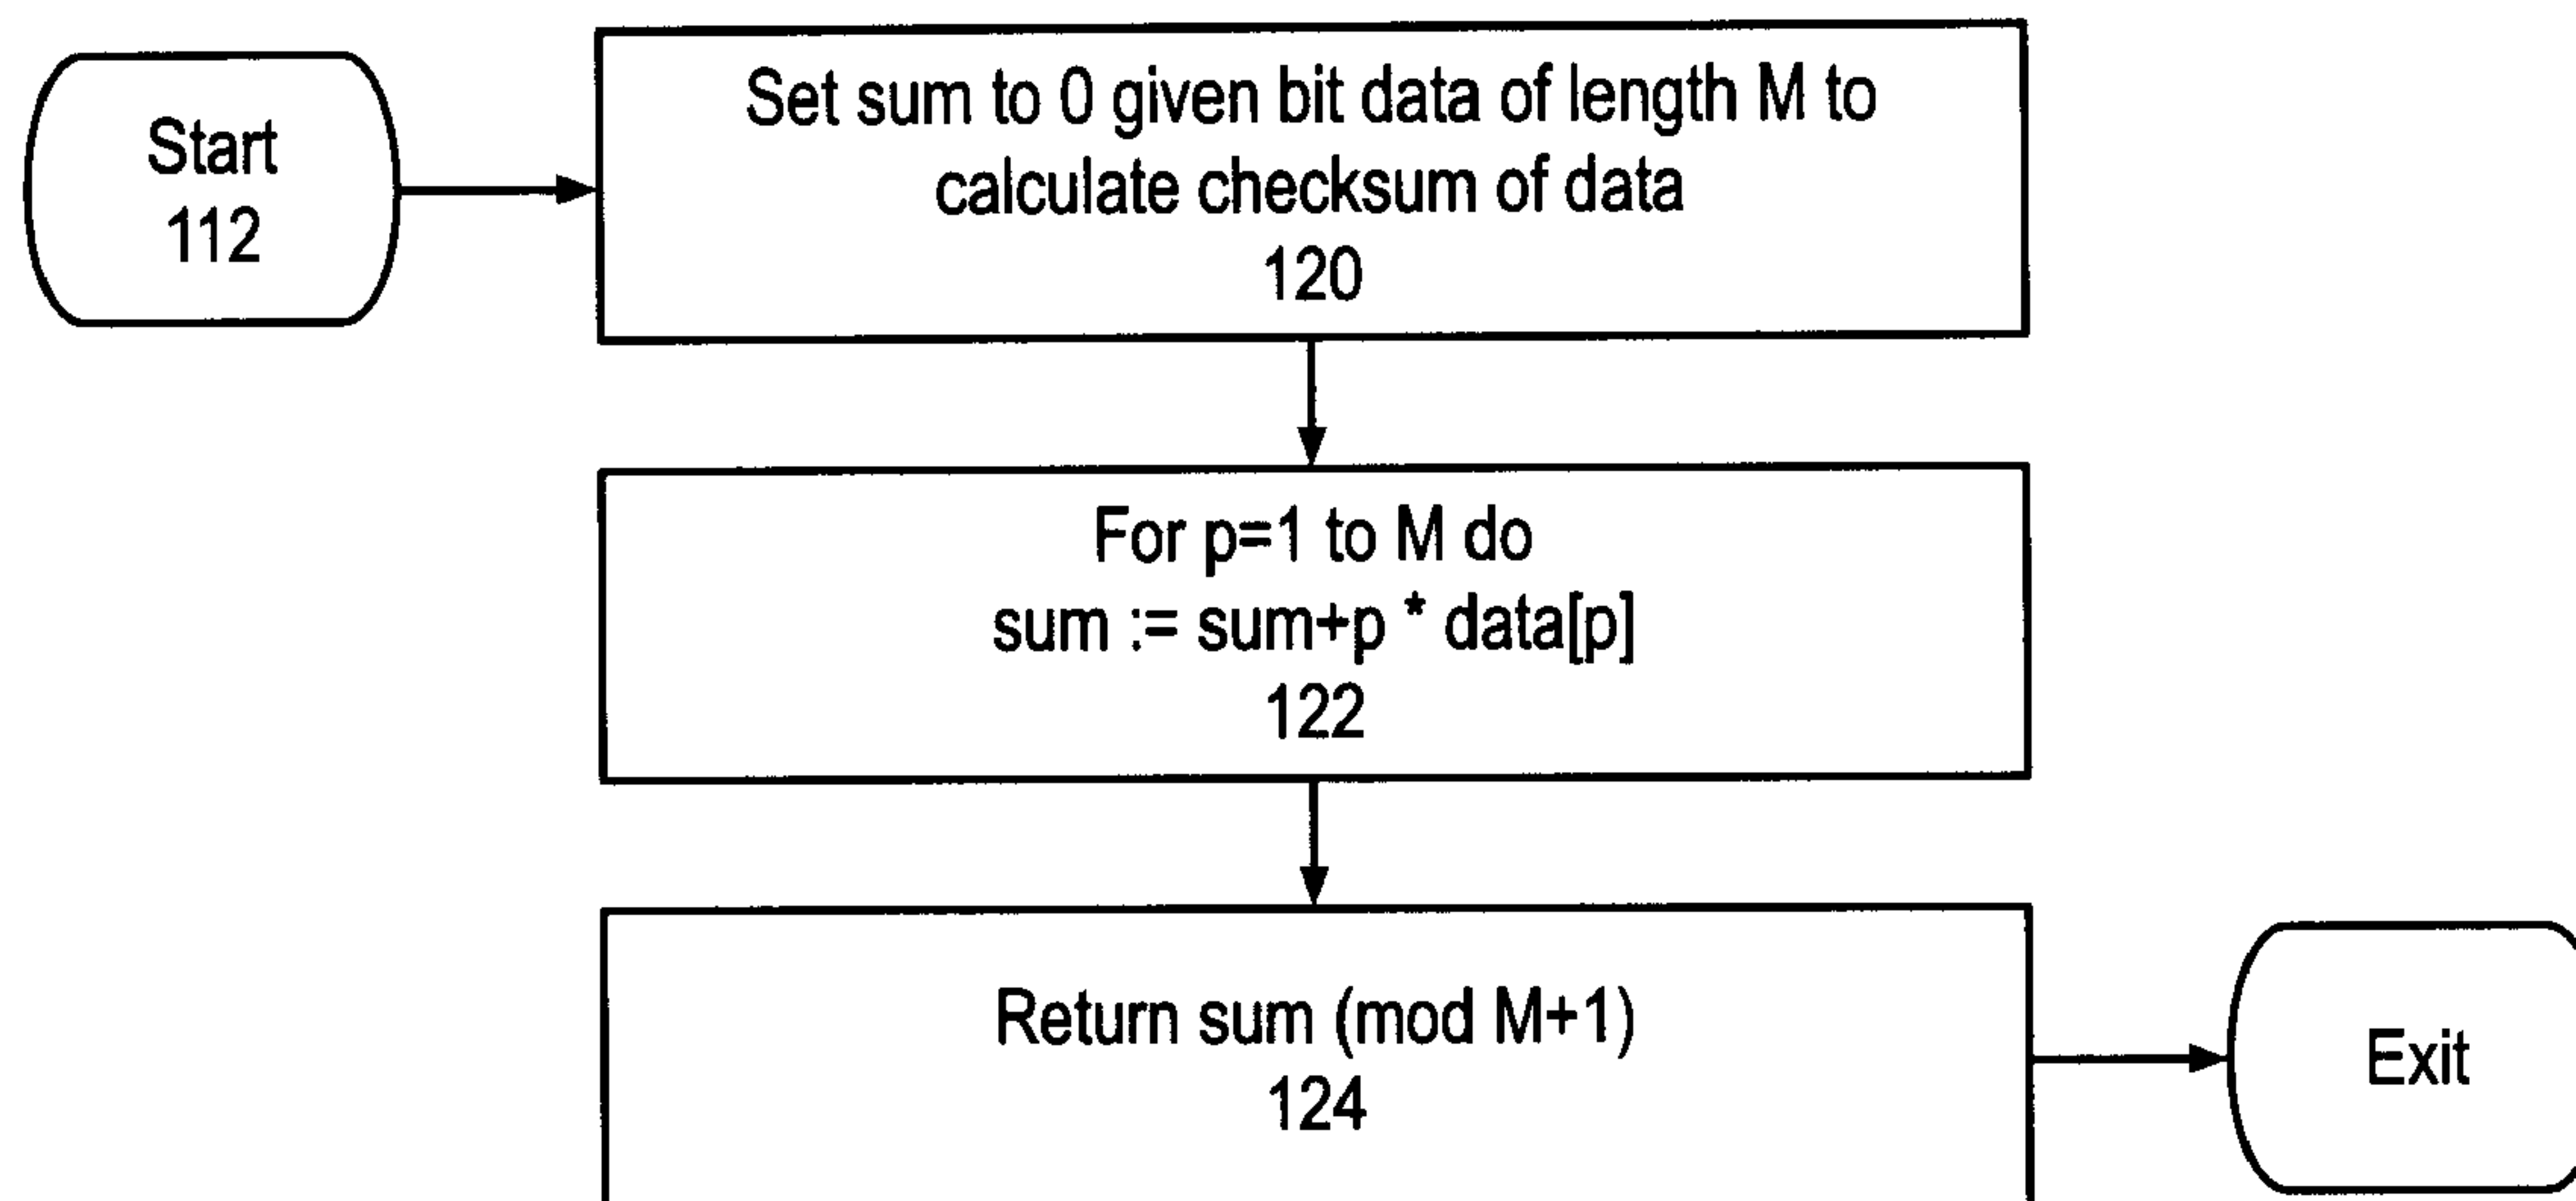 Start
112
Set sum to 0 given bit data of length M to
calculate checksum of data
120
For p=1 to M do
sum := sum+p * data[p]
122
Return sum (mod M+1)
124
Exit